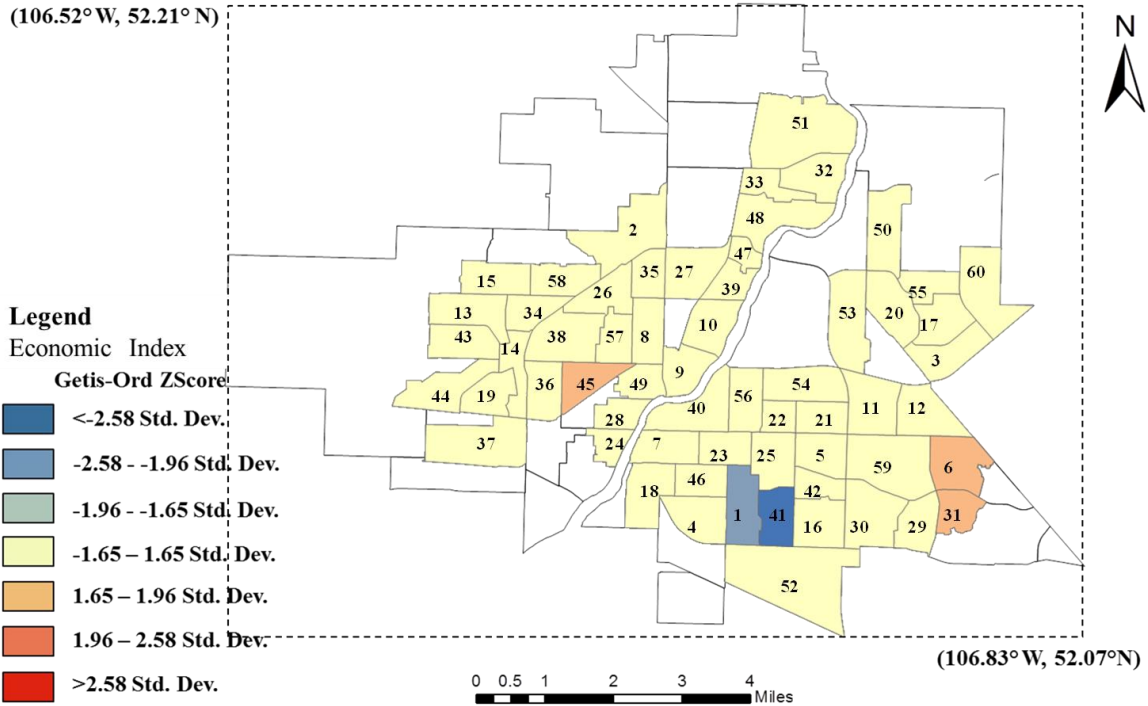 (106.52° W, 52.21° N)
N
51
32
33
50
48
2
47
35 27 60
15 58 26 39 55
13 34 53 20
10 17
43 38 57 8
14 3
9
45
36 49 54
44 19 56
40 11 12
28 22 21
37 24 7
23 25 5 59 6
46
18 42
1 41 31
4 16 30 29
52
Legend
Economic Index
Getis-Ord ZScore
<-2.58 Std. Dev.
-2.58 - -1.96 Std. Dev.
-1.96 - -1.65 Std. Dev.
-1.65 – 1.65 Std. Dev.
1.65 – 1.96 Std. Dev.
1.96 – 2.58 Std. Dev.
>2.58 Std. Dev.
(106.83° W, 52.07°N)
0 0.5 1 2 3 4
Miles